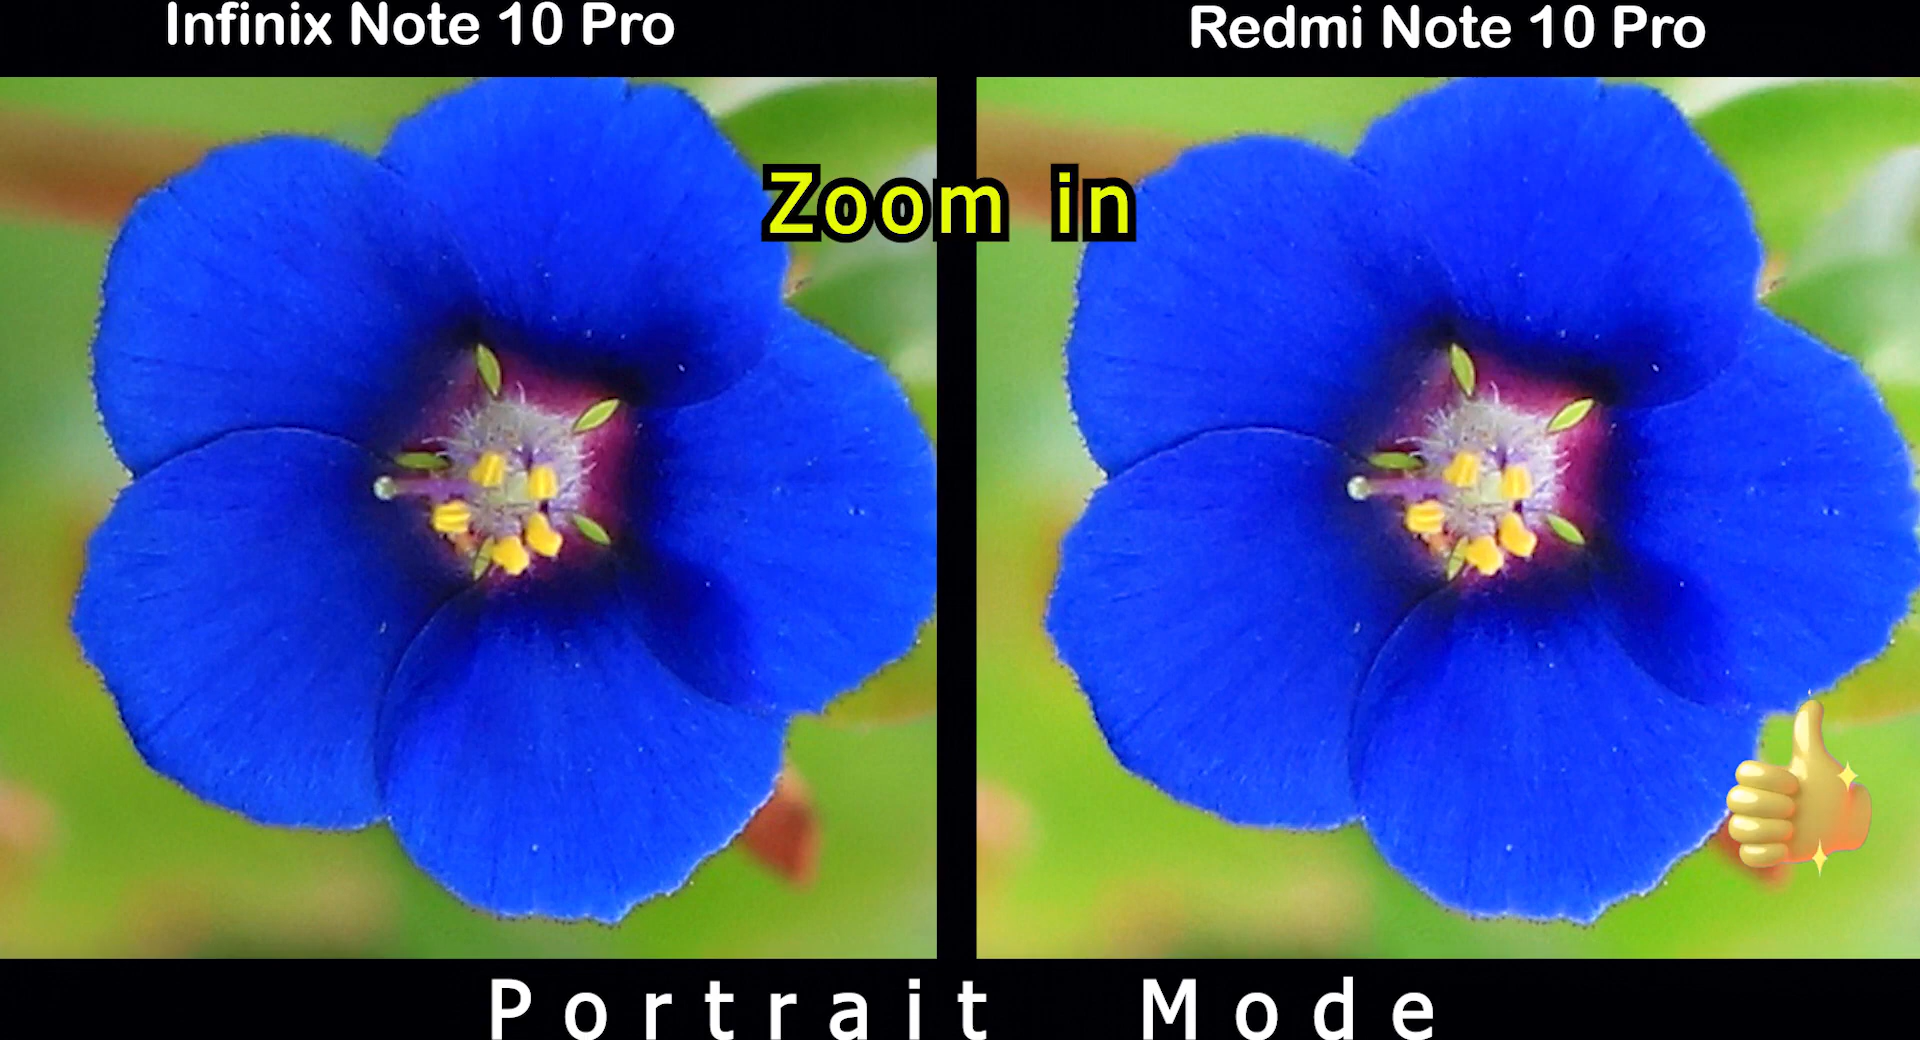 Infinix Note 10 Pro
Redmi Note 10 Pro
Zoom in
Portrait Mode